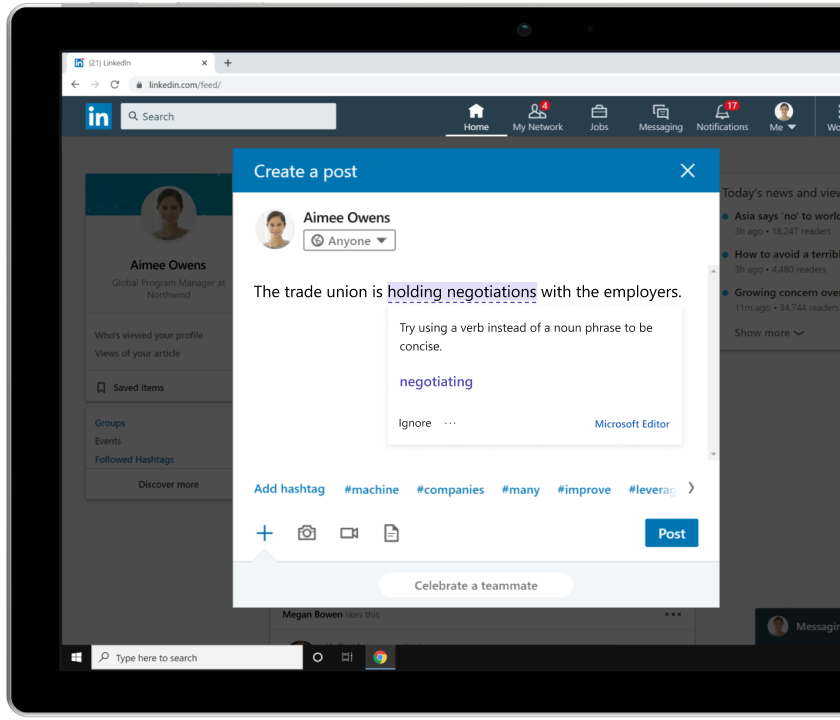 (21) LinkedIn
linkedin.com/feed/
in Search
Home
4
My Network
Jobs
Messaging
17
Notifications
Me
Create a post
Today's news and
Aimee Owens
Anyone
Asia says 'no' to
3h ago • 18,247 readers
How to avoid a
3h ago • 4,480 readers
Growing concern
11m ago • 34,744 readers
Show more
Aimee Owens
Global Program Manager at
Northwind
Who's viewed your profile
Views of your article
Saved items
Groups
Events
Followed Hashtags
Discover more
The trade union is holding negotiations with the employers.
Try using a verb instead of a noun phrase to be
concise.
negotiating
Ignore ... Microsoft Editor
Add hashtag #machine #companies #many #improve #leverag
Post
Celebrate a teammate
Megan Bowen likes this
Type here to search